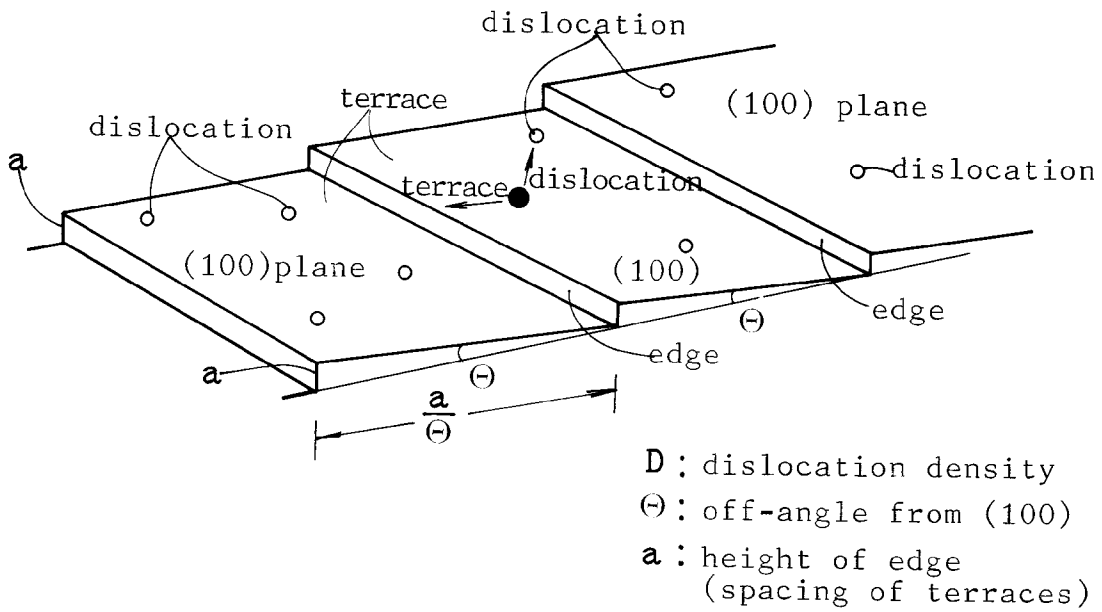 dislocation
(100) plane
terrace
dislocation
a
dislocation
dislocation
terrace
(100)plane
(100)
edge
Θ
edge
a
Θ
a
Θ
D : dislocation density
Θ : off-angle from (100)
a : height of edge
(spacing of terraces)